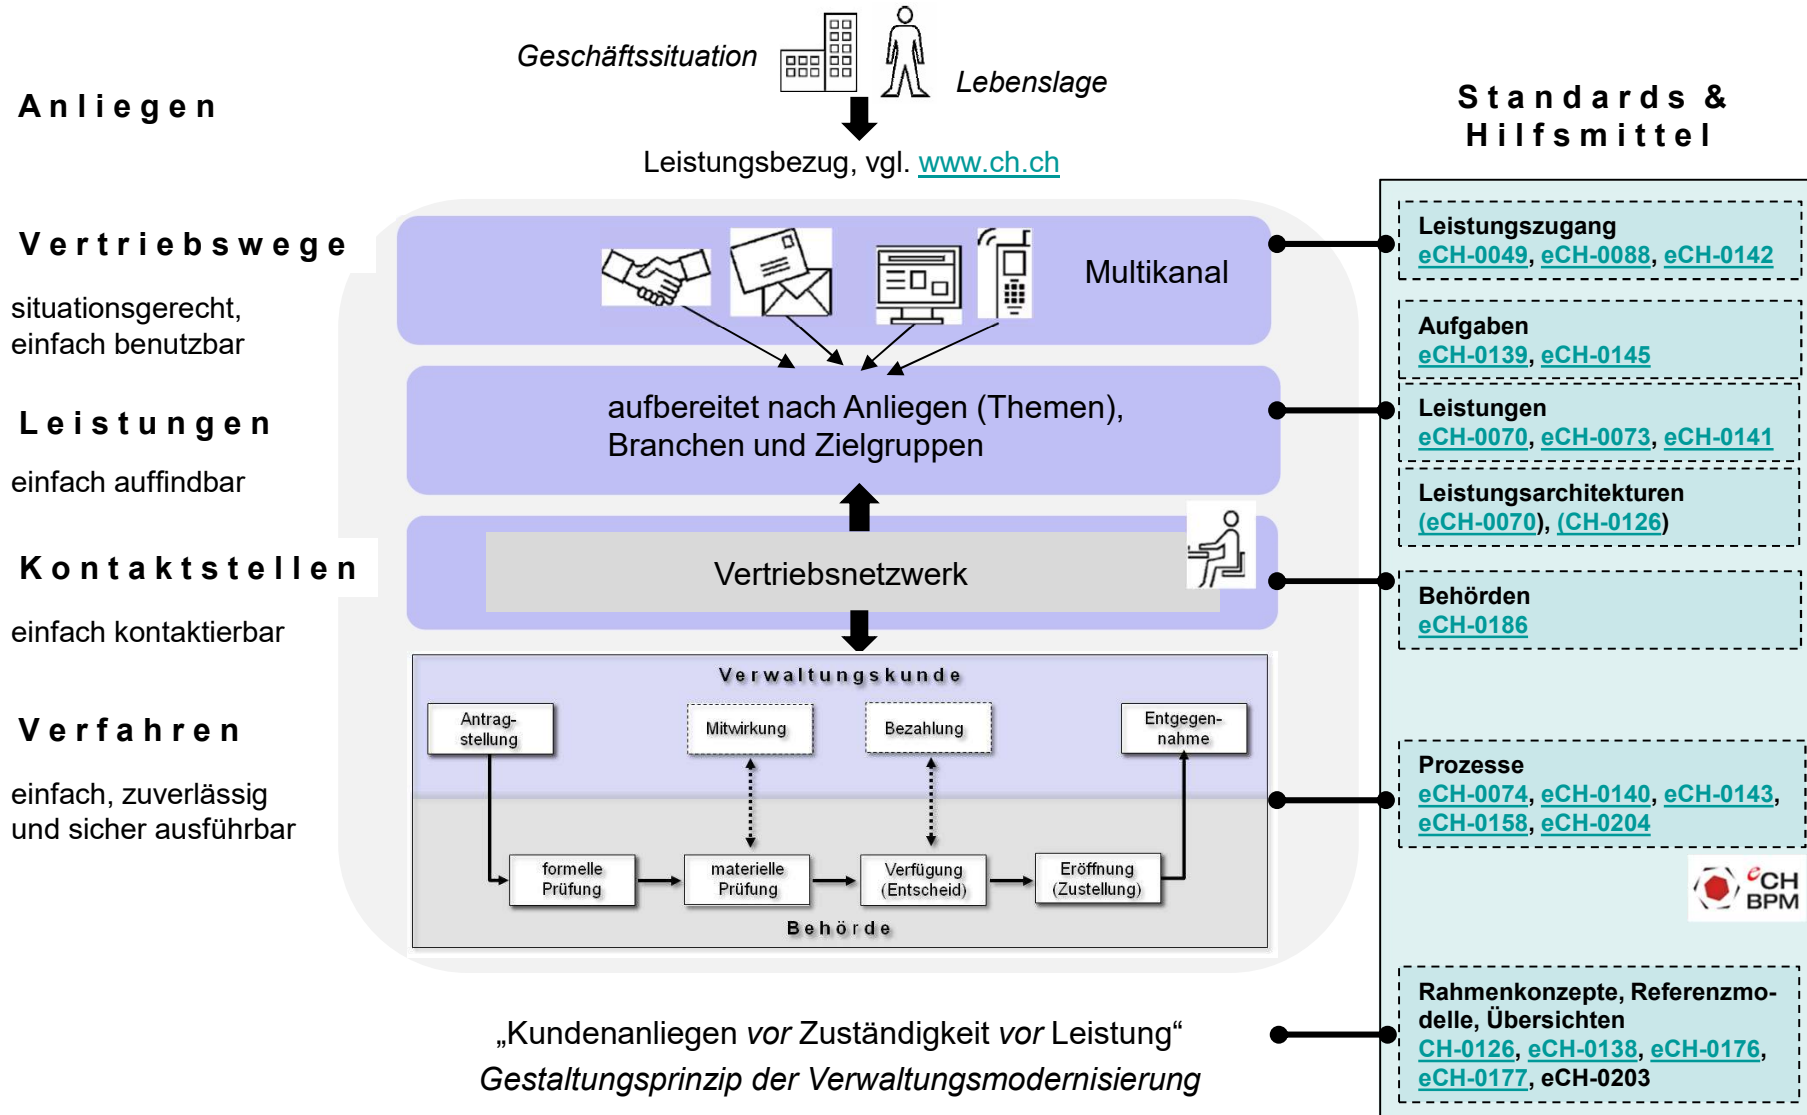 Geschäftssituation
Lebenslage
Anliegen
Leistungsbezug, vgl. www.ch.ch
Vertriebswege
situationsgerecht,
einfach benutzbar
Multikanal
Leistungen
einfach auffindbar
aufbereitet nach Anliegen (Themen),
Branchen und Zielgruppen
Kontaktstellen
einfach kontaktierbar
Vertriebsnetzwerk
Verfahren
einfach, zuverlässig
und sicher ausführbar
Verwaltungskunde
Antrag-
stellung
Mitwirkung
Bezahlung
Entgegen-
nahme
formelle
Prüfung
materielle
Prüfung
Verfügung
(Entscheid)
Eröffnung
(Zustellung)
Behörde
„Kundenanliegen vor Zuständigkeit vor Leistung“
Gestaltungsprinzip der Verwaltungsmodernisierung
Standards &
Hilfsmittel
Leistungszugang
eCH-0049, eCH-0088, eCH-0142
Aufgaben
eCH-0139, eCH-0145
Leistungen
eCH-0070, eCH-0073, eCH-0141
Leistungsarchitekturen
(eCH-0070), (CH-0126)
Behörden
eCH-0186
Prozesse
eCH-0074, eCH-0140, eCH-0143,
eCH-0158, eCH-0204
eCH
BPM
Rahmenkonzepte, Referenzmo-
delle, Übersichten
CH-0126, eCH-0138, eCH-0176,
eCH-0177, eCH-0203